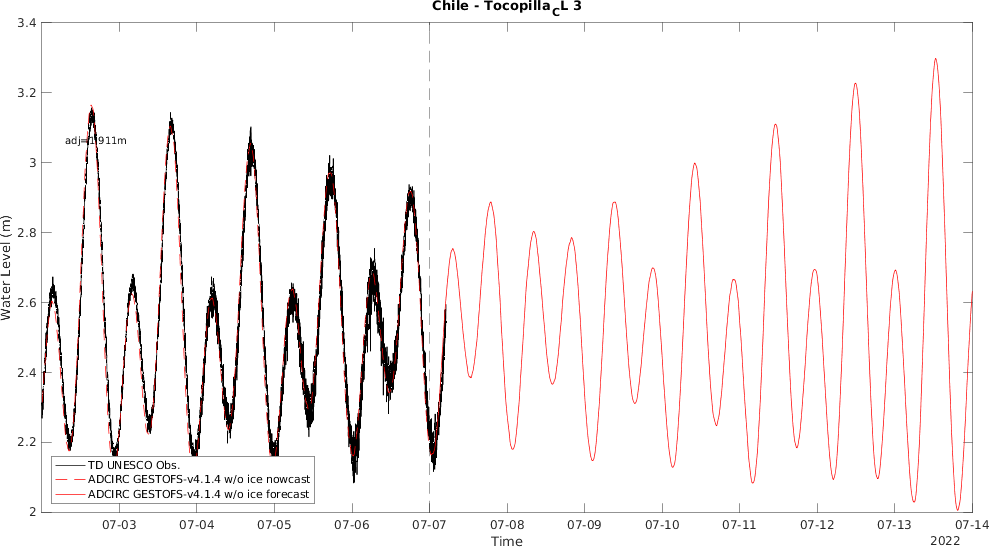 Chile - Tocopilla_CL 3
3.4
3.2
3
2.8
2.6
2.4
2.2
2
Water Level (m)
adj=1.911m
TD UNESCO Obs.
ADCIRC GESTOFS-v4.1.4 w/o ice nowcast
ADCIRC GESTOFS-v4.1.4 w/o ice forecast
07-03 07-04 07-05 07-06 07-07 07-08 07-09 07-10 07-11 07-12 07-13 07-14
Time
2022